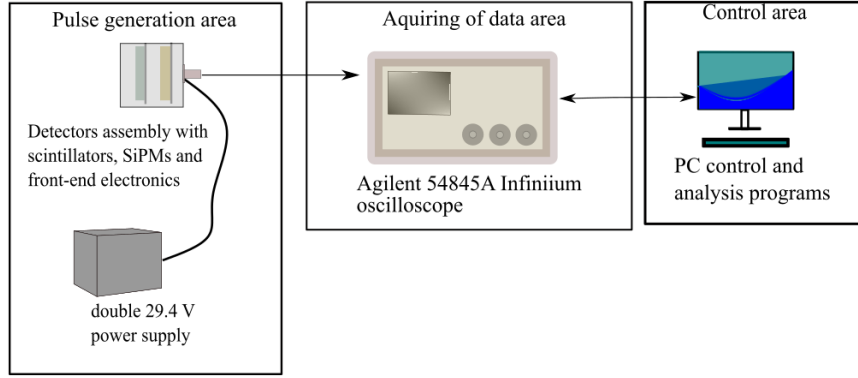 Pulse generation area
Detectors assembly with
scintillators, SiPMs and
front-end electronics
double 29.4 V
power supply
Aquiring of data area
Agilent 54845A Infiniium
oscilloscope
Control area
PC control and
analysis programs